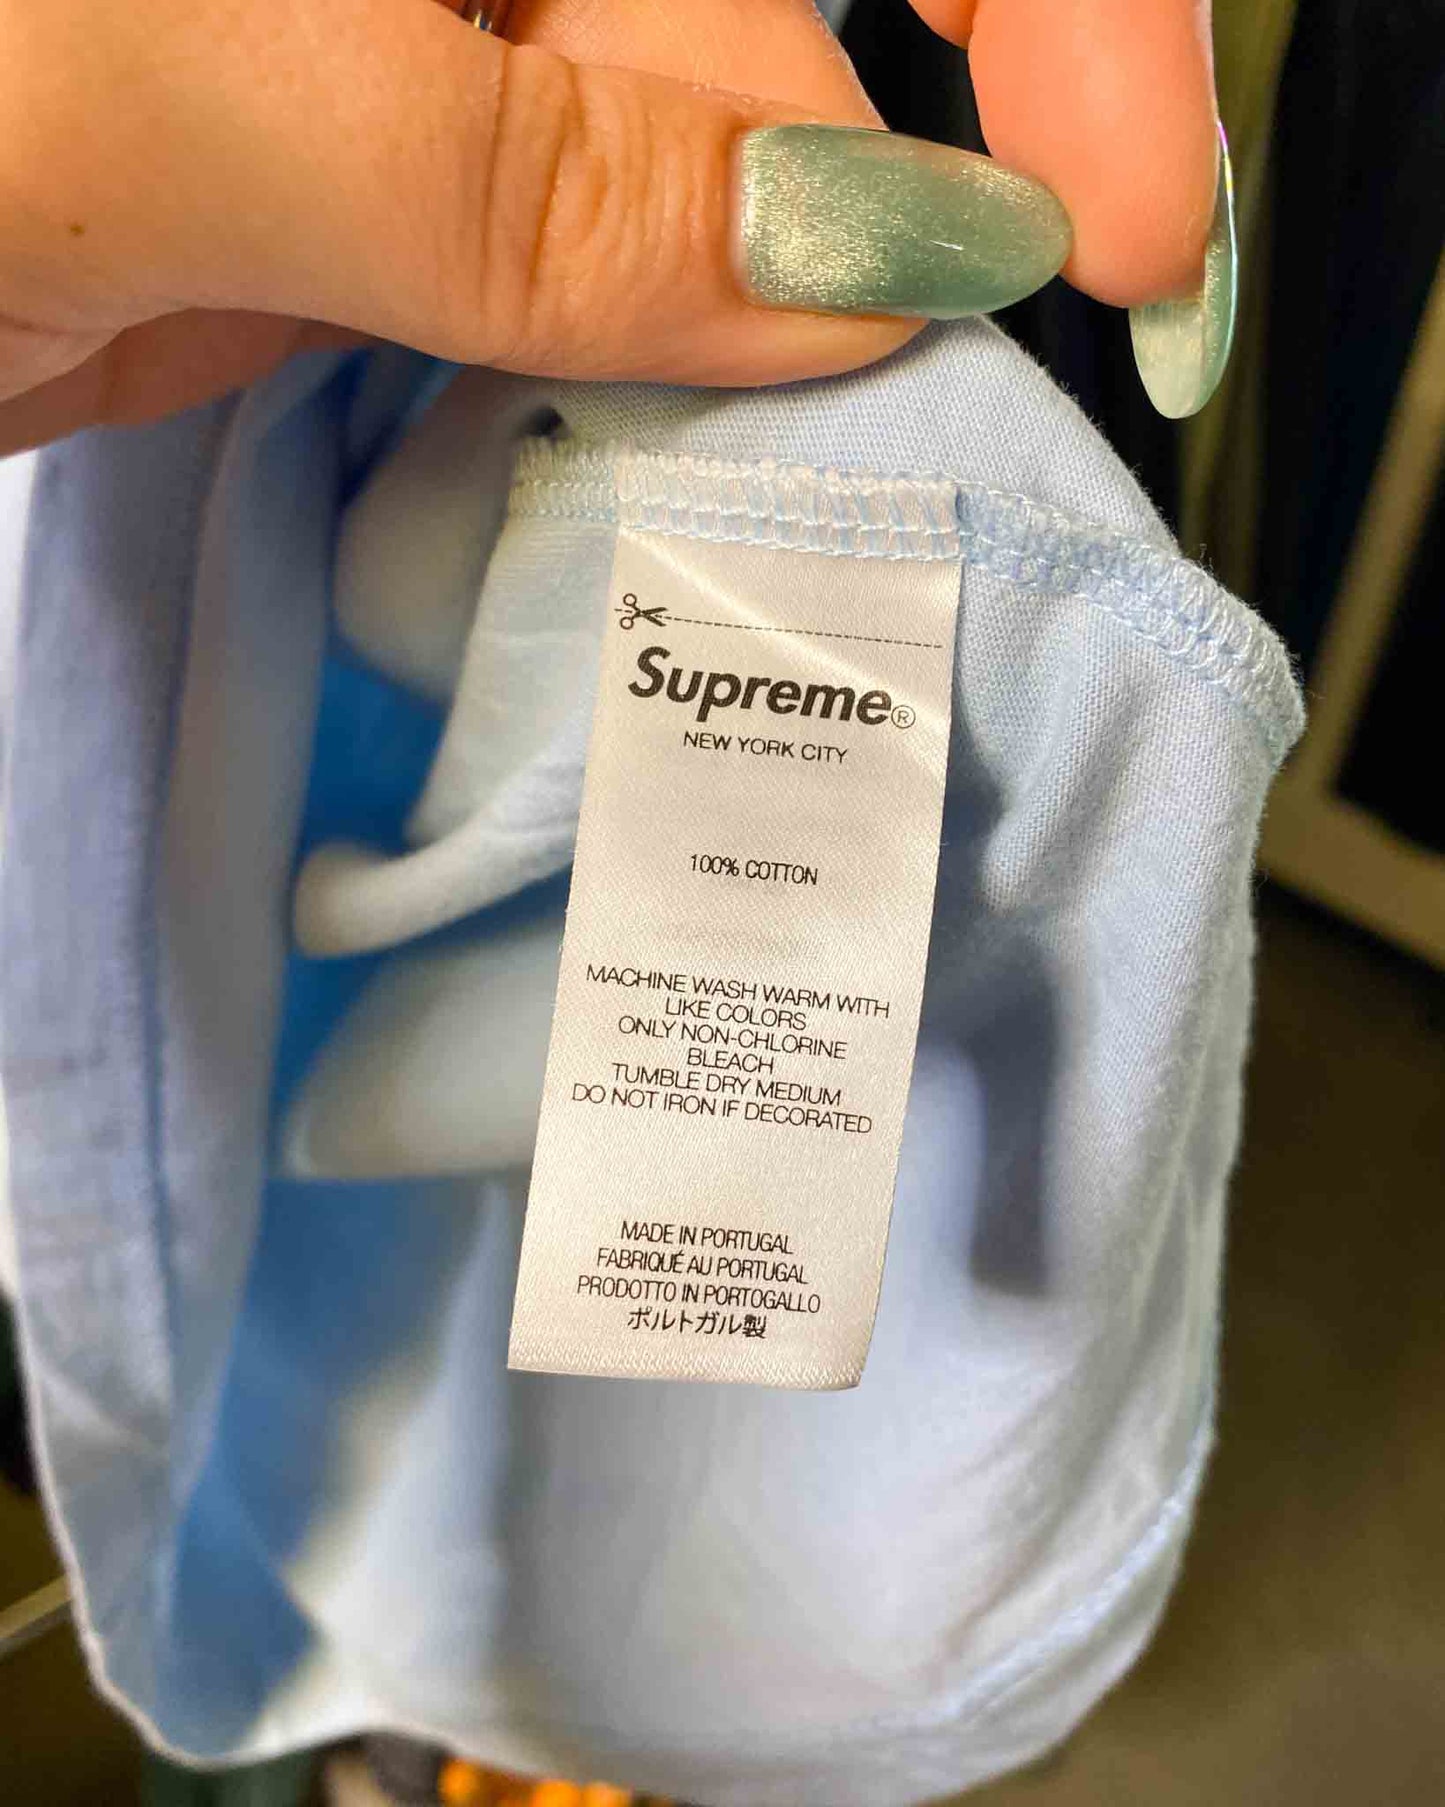 Supreme®
NEW YORK CITY
100% COTTON
MACHINE WASH WARM WITH
LIKE COLORS
ONLY NON-CHLORINE
BLEACH
TUMBLE DRY MEDIUM
DO NOT IRON IF DECORATED
MADE IN PORTUGAL
FABRIQUÉ AU PORTUGAL
PRODOTTO IN PORTOGALLO
ポルトガル製